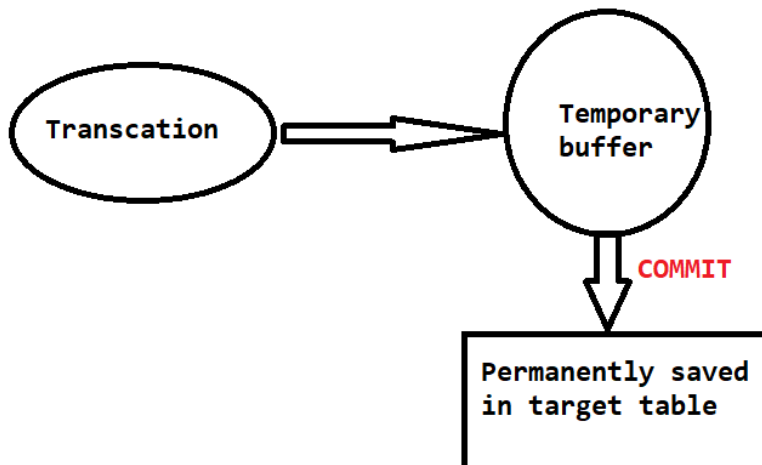 Transcation
Temporary
buffer
COMMIT
Permanently saved
in target table